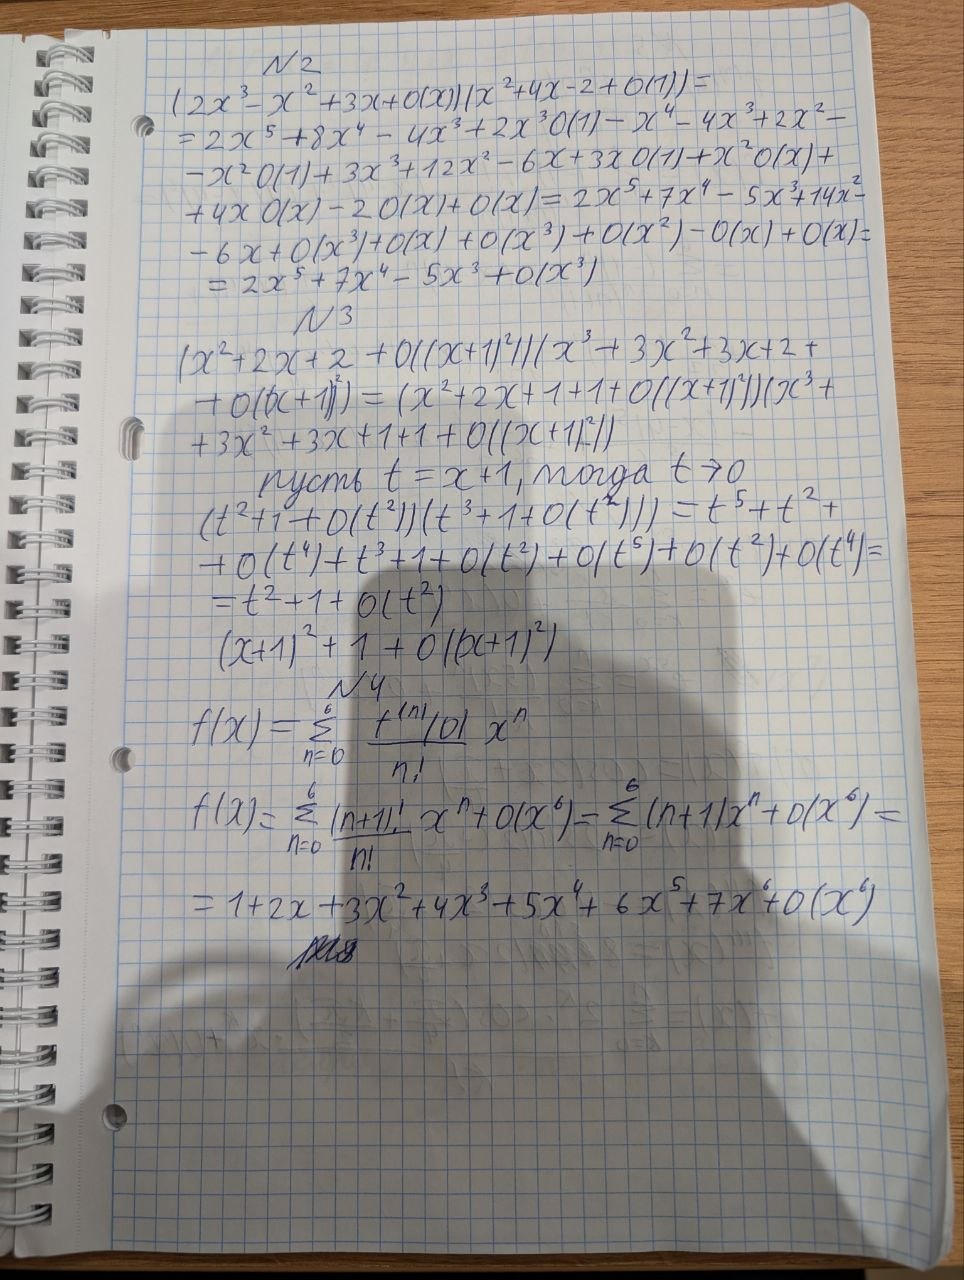 N2
(2x³ - x² + 3x + o(x))(x² + 4x - 2 + o(1)) =
= 2x⁵ + 8x⁴ - 4x³ + 2x³o(1) - x⁴ - 4x³ + 2x² -
- x²o(1) + 3x³ + 12x² - 6x + 3xo(1) + x²o(x) +
+ 4xo(x) - 2o(x) + o(x) = 2x⁵ + 7x⁴ - 5x³ + 14x² -
- 6x + o(x³) + o(x) + o(x³) + o(x²) - o(x) + o(x) =
= 2x⁵ + 7x⁴ - 5x³ + o(x³)
N3
(x² + 2x + 2 + o((x+1)²))(x³ + 3x² + 3x + 2 +
+ o((x+1)²) = (x² + 2x + 1 + 1 + o((x+1)²))(x³ +
+ 3x² + 3x + 1 + 1 + o((x+1)²))
пусть t = x+1, тогда t → 0
(t² + 1 + o(t²))(t³ + 1 + o(t²))) = t⁵ + t² +
+ o(t⁴) + t³ + 1 + o(t²) + o(t⁵) + o(t²) + o(t⁴) =
= t² + 1 + o(t²)
(x+1)² + 1 + o((x+1)²)
N4
f(x) = ∑_{n=0}^{6} f⁽ⁿ⁾(0)/n! xⁿ
f(x) = ∑_{n=0}^{6} (n+1)!/n! xⁿ + o(x⁶) = ∑_{n=0}^{6} (n+1)xⁿ + o(x⁶) =
= 1 + 2x + 3x² + 4x³ + 5x⁴ + 6x⁵ + 7x⁶ + o(x⁶)